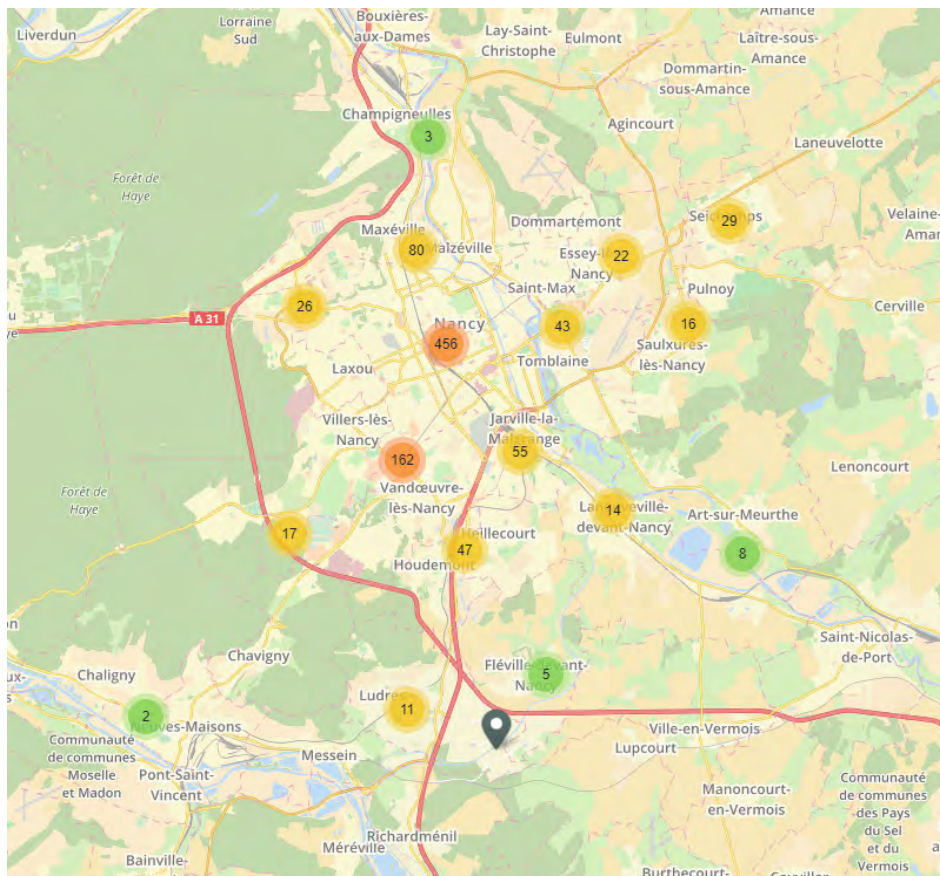 Liverdun
Lorraine
Sud
Bouxières-
aux-Dames
Lay-Saint-
Christophe
Eulmont
Amance
Laître-sous-
Amance
Dommartin-
sous-Amance
Champigneulles
3
Agincourt
Laneuvelotte
Forêt de
Haye
Maxéville
80
Malzéville
Dommartemont
29
Velaine-
Essey-lès-
Nancy
22
Saint-Max
Pulnoy
26
Cerville
A 31
Nancy
456
43
16
Saulxures-
lès-Nancy
Tomblaine
Laxou
Villers-lès-
Nancy
Jarville-la-
55
162
Vandœuvre-
lès-Nancy
Lenoncourt
Forêt de
Haye
14
devant-Nancy
Art-sur-Meurthe
17
Heillecourt
47
Houdemont
8
Saint-Nicolas-
de-Port
Chavigny
Chaligny
Fléville-devant-
Nancy
5
Ludres
11
2
Neuves-Maisons
Ville-en-Vermois
Lupcourt
Communauté
de communes
Moselle
et Madon
Messein
Pont-Saint-
Vincent
Manoncourt-
en-Vermois
Communauté
de communes
des Pays
du Sel
et du
Vermois
Richardménil
Méréville
Bainville-
Burthecourt-